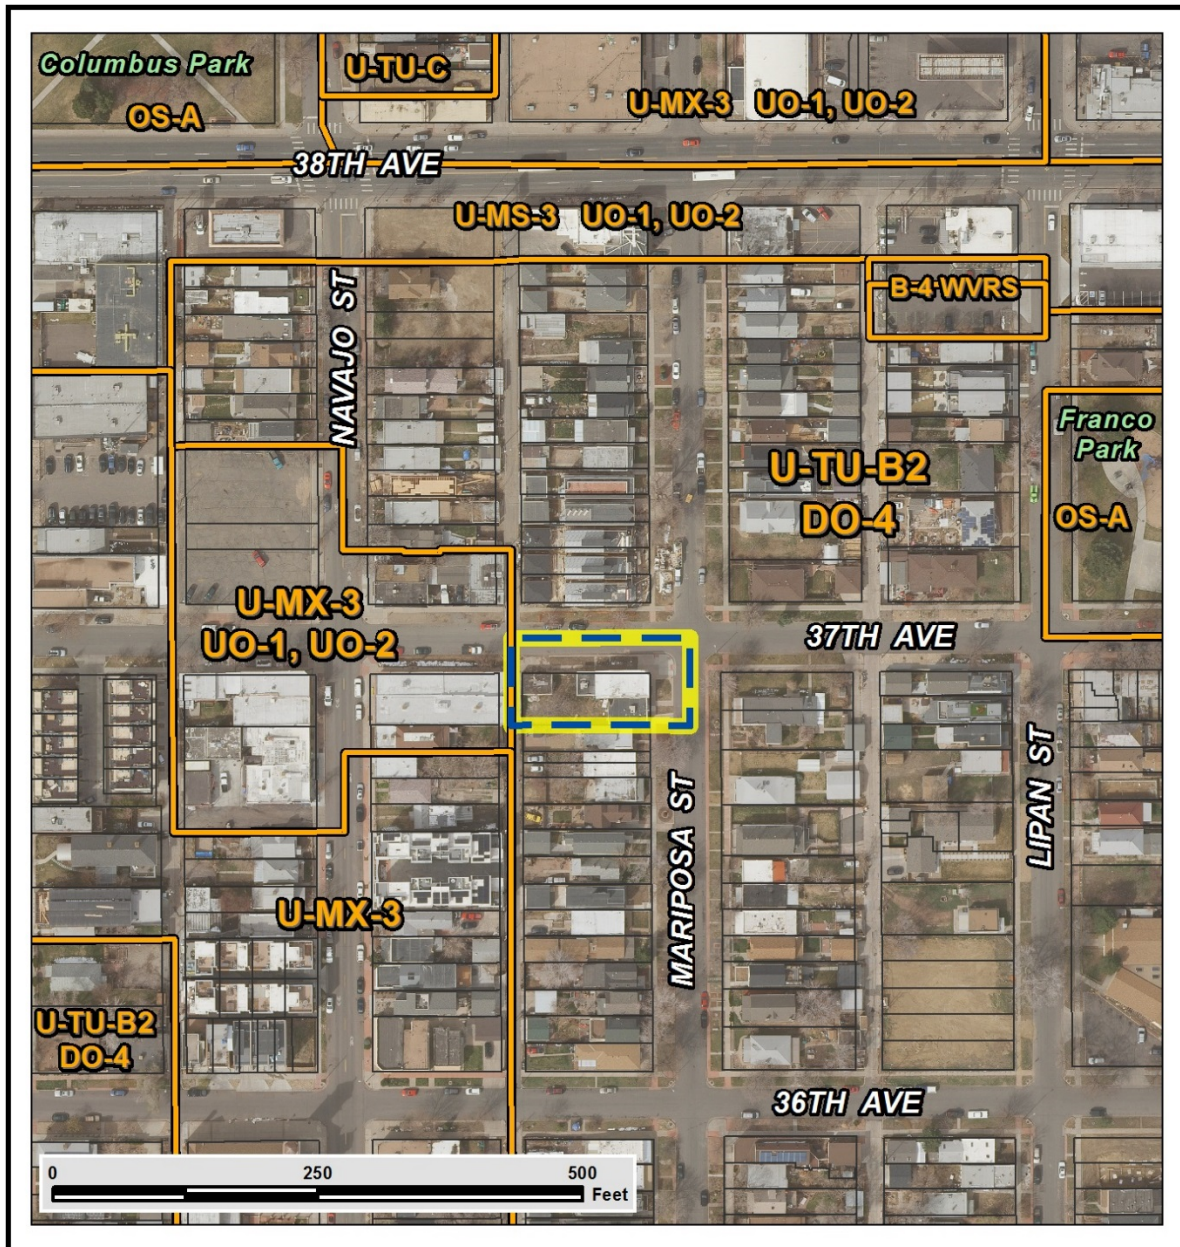 Columbus Park
OS-A
U-TU-C
U-MX-3 UO-1, UO-2
38TH AVE
U-MS-3 UO-1, UO-2
B-4 WVRS
NAVAJO ST
Franco
Park
OS-A
U-TU-B2
DO-4
U-MX-3
UO-1, UO-2
37TH AVE
MARIPOSA ST
LIPAN ST
U-MX-3
U-TU-B2
DO-4
36TH AVE
0 250 500
Feet